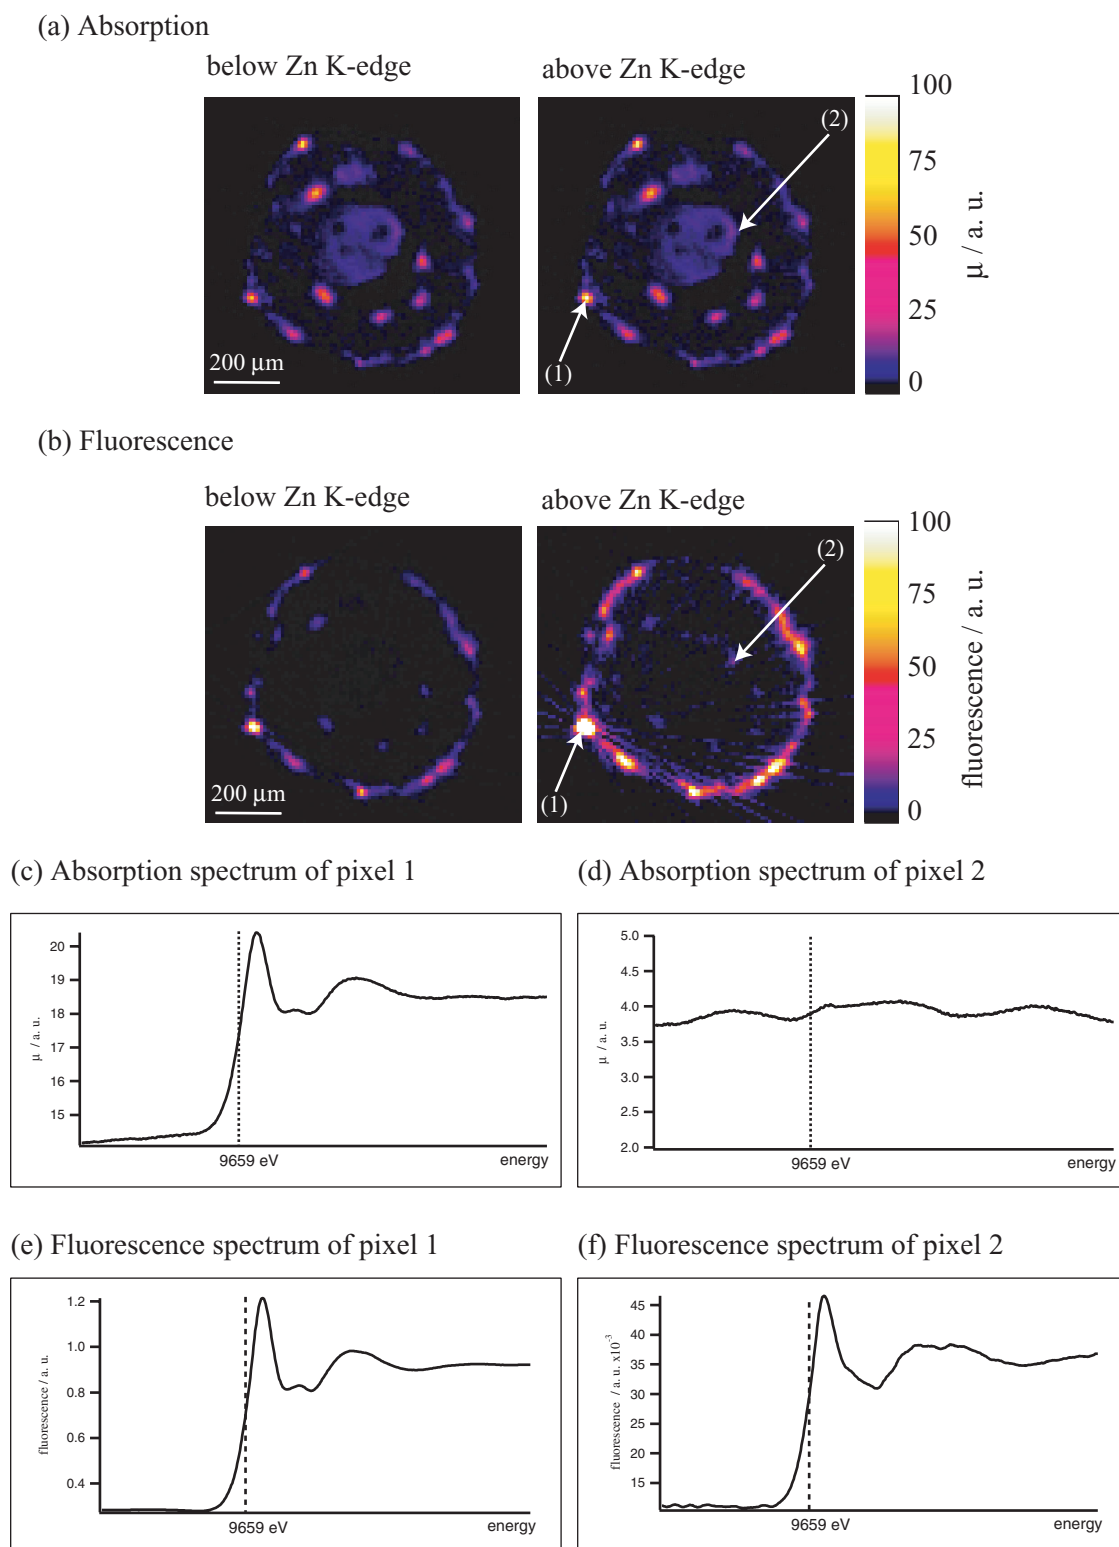 (a) Absorption
below Zn K-edge
above Zn K-edge
100
75
50
25
0
μ / a. u.
(2)
(1)
200 μm
(b) Fluorescence
below Zn K-edge
above Zn K-edge
100
75
50
25
0
fluorescence / a. u.
(2)
(1)
200 μm
(c) Absorption spectrum of pixel 1
20
19
18
17
16
15
μ / a. u.
9659 eV
energy
(d) Absorption spectrum of pixel 2
5.0
4.5
4.0
3.5
3.0
2.5
2.0
μ / a. u.
9659 eV
energy
(e) Fluorescence spectrum of pixel 1
1.2
1.0
0.8
0.6
0.4
fluorescence / a. u.
9659 eV
energy
(f) Fluorescence spectrum of pixel 2
45
40
35
30
25
20
15
fluorescence / a. u. x10⁻³
9659 eV
energy